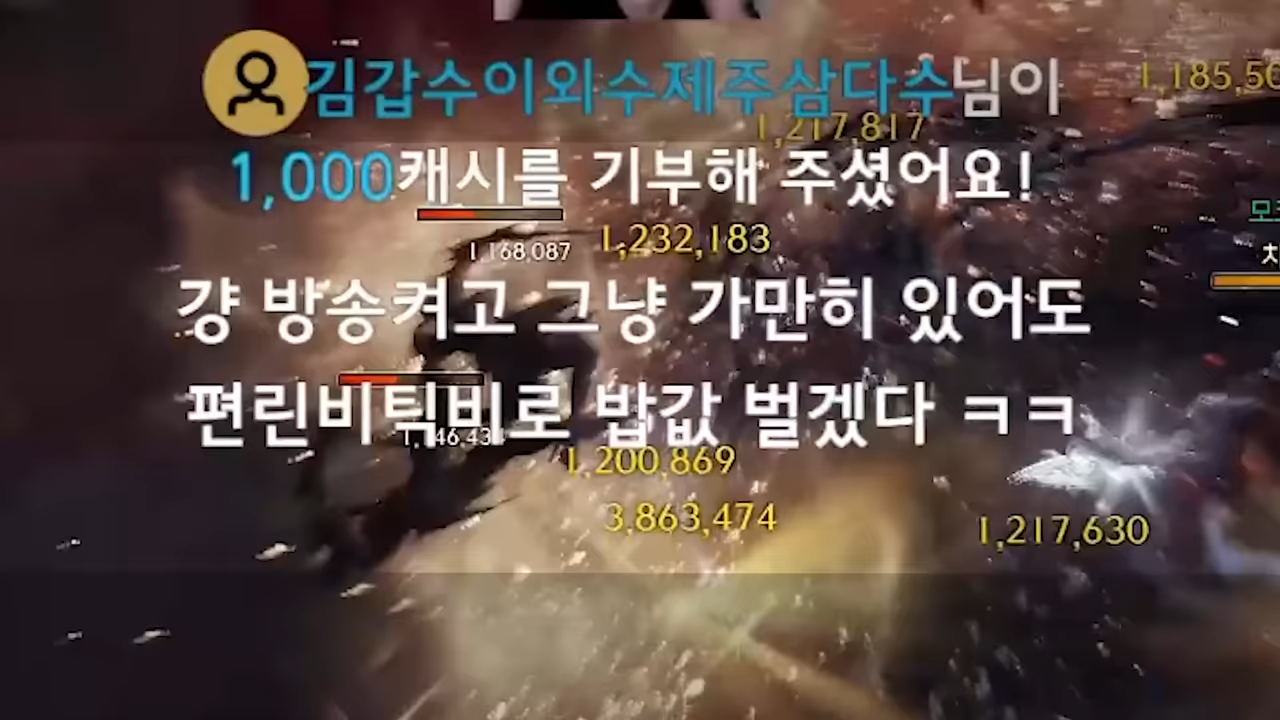 김갑수이외수제주삼다수님이
1,217,817
1,000캐시를 기부해 주셨어요!
1,168,087
1,232,183
걍 방송켜고 그냥 가만히 있어도
편린비틱비로 밥값 벌겠다 ㅋㅋ
1,200,869
3,863,474
1,217,630